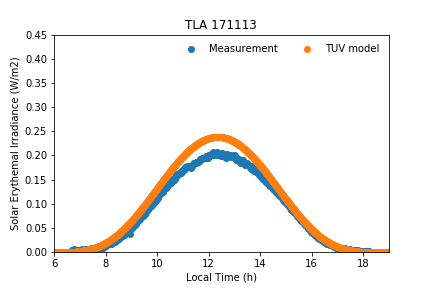 TLA 171113
Measurement
TUV model
Solar Erythemal Irradiance (W/m2)
0.45
0.40
0.35
0.30
0.25
0.20
0.15
0.10
0.05
0.00
6 8 10 12 14 16 18
Local Time (h)